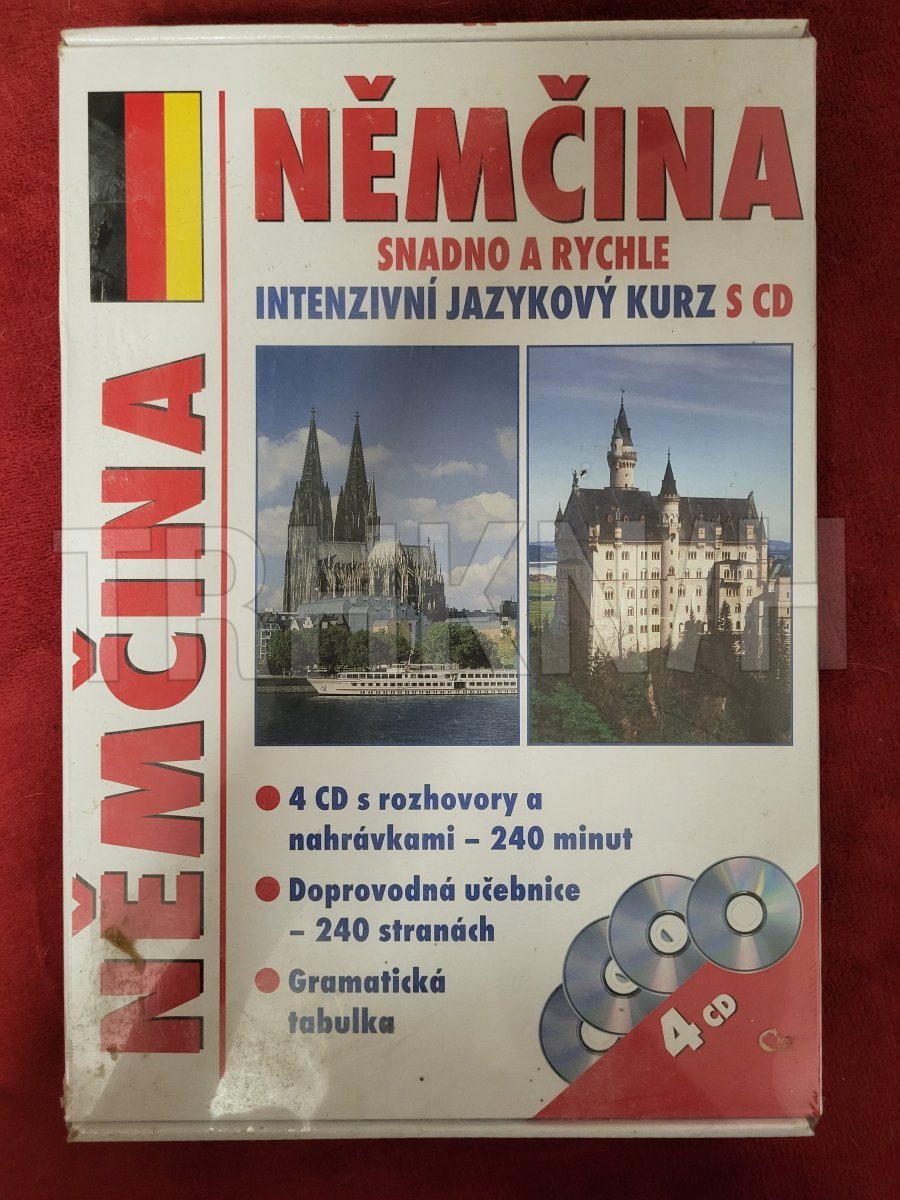 NĚMČINA
SNADNO A RYCHLE
INTENZIVNÍ JAZYKOVÝ KURZ S CD
NĚMČINA
4 CD s rozhovory a
nahrávkami – 240 minut
Doprovodná učebnice
– 240 stranách
Gramatická
tabulka
4 CD